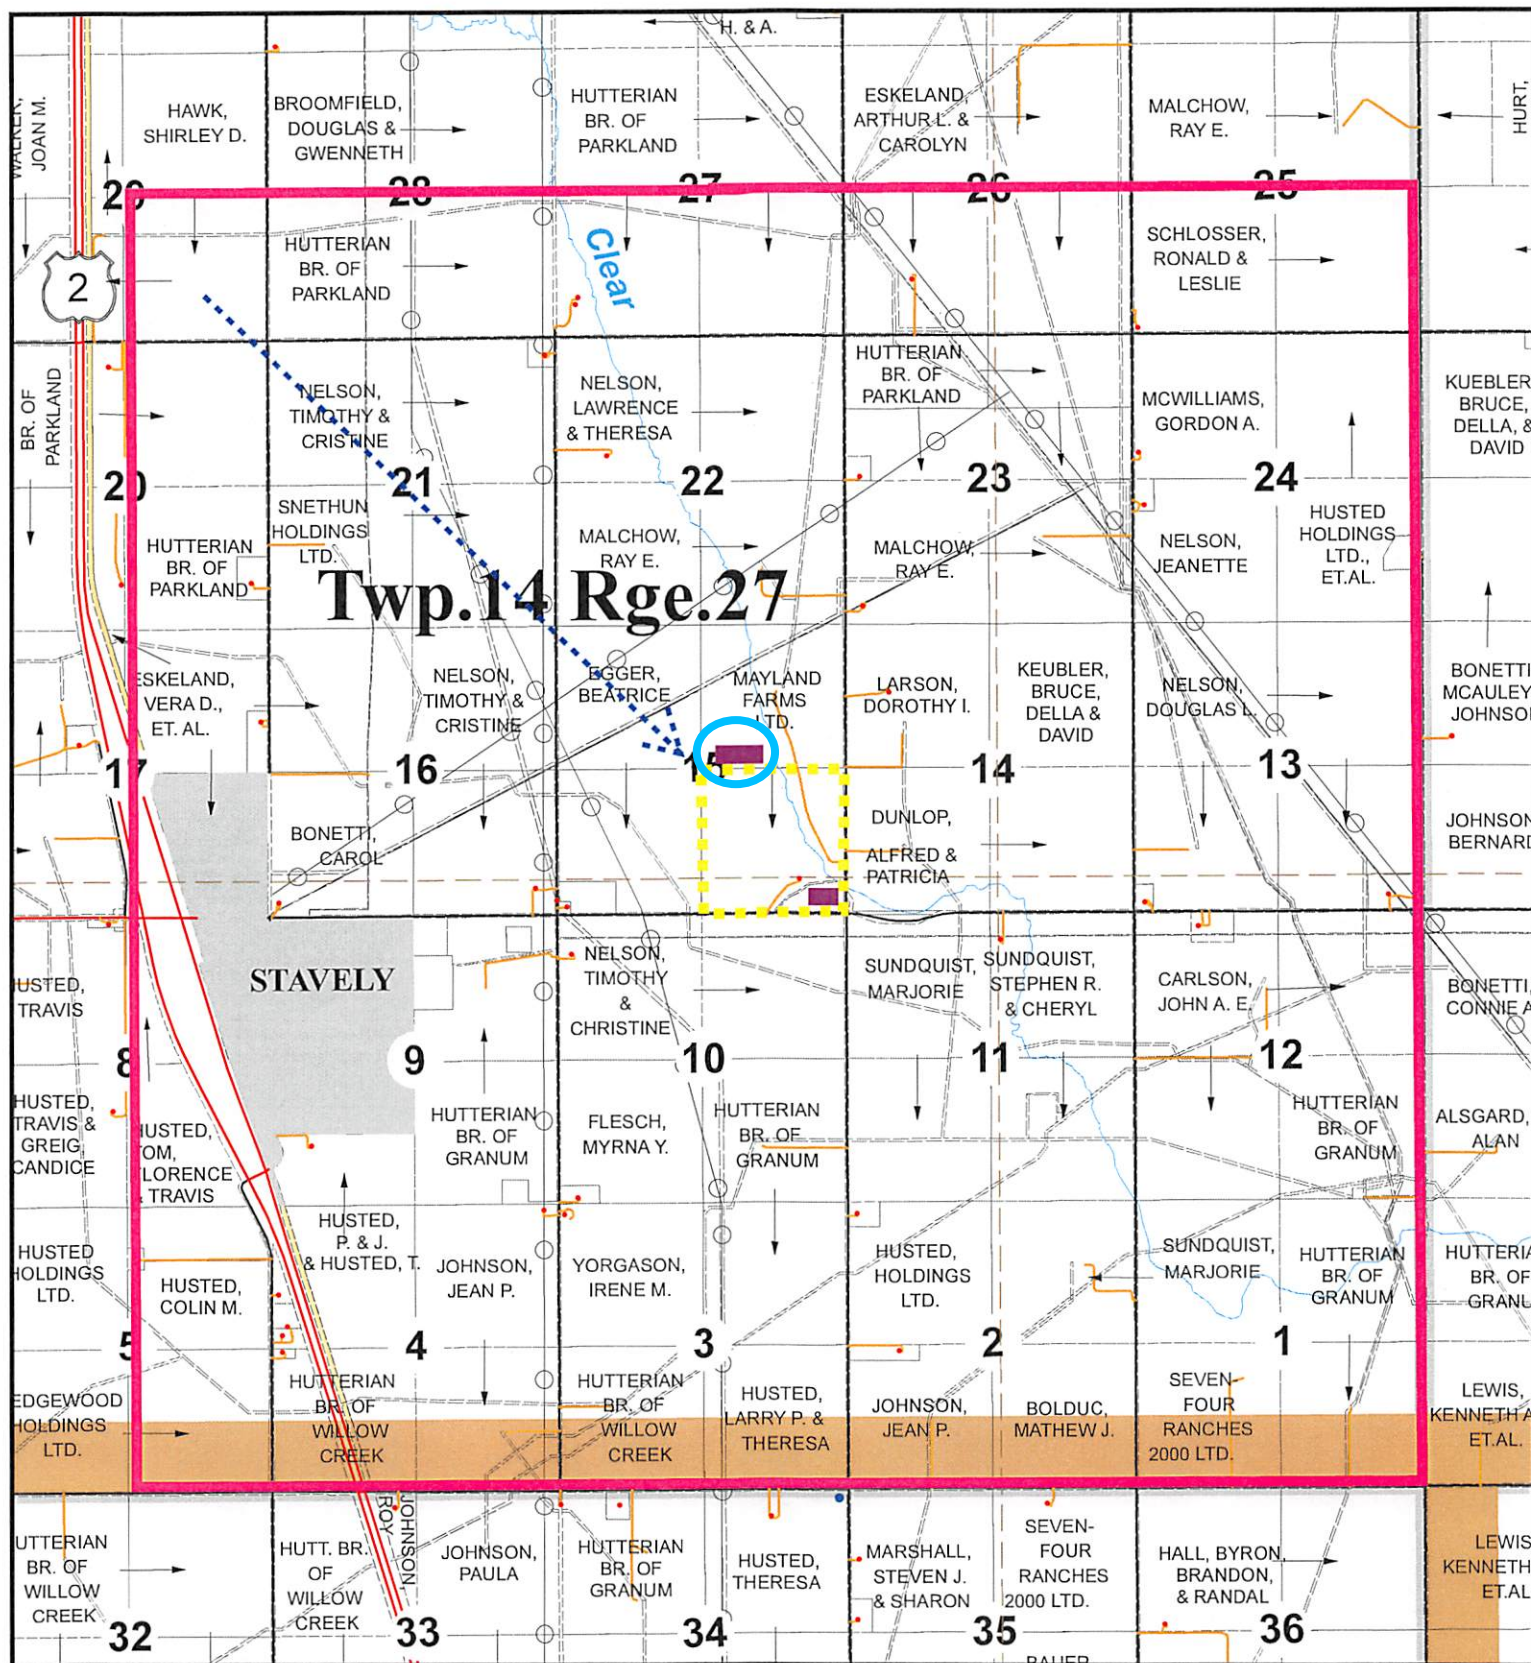 H. & A.
WALKER,
JOAN M.
HAWK,
SHIRLEY D.
BROOMFIELD,
DOUGLAS &
GWENNETH
HUTTERIAN
BR. OF
PARKLAND
ESKELAND,
ARTHUR L. &
CAROLYN
MALCHOW,
RAY E.
HURT,
29
28
27
26
25
2
HUTTERIAN
BR. OF
PARKLAND
Clear
SCHLOSSER,
RONALD &
LESLIE
BR. OF
PARKLAND
NELSON,
TIMOTHY &
CRISTINE
NELSON,
LAWRENCE
& THERESA
HUTTERIAN
BR. OF
PARKLAND
MCWILLIAMS,
GORDON A.
KUEBLER,
BRUCE,
DELLA, &
DAVID
20
21
22
23
24
HUTTERIAN
BR. OF
PARKLAND
SNETHUN
HOLDINGS
LTD.
MALCHOW,
RAY E.
MALCHOW,
RAY E.
NELSON,
JEANETTE
HUSTED
HOLDINGS
LTD.,
ET.AL.
Twp.14 Rge.27
ESKELAND,
VERA D.,
ET. AL.
NELSON,
TIMOTHY &
CRISTINE
EGGER,
BEATRICE
MAYLAND
FARMS
LTD.
LARSON,
DOROTHY I.
KEUBLER,
BRUCE,
DELLA &
DAVID
NELSON,
DOUGLAS L.
BONETTI
MCAULEY
JOHNSON
17
16
15
14
13
BONETTI,
CAROL
DUNLOP,
ALFRED &
PATRICIA
JOHNSON
BERNARD
STAVELY
HUSTED,
TRAVIS
NELSON,
TIMOTHY
&
CHRISTINE
SUNDQUIST,
MARJORIE
SUNDQUIST,
STEPHEN R.
& CHERYL
CARLSON,
JOHN A. E.
BONETTI,
CONNIE A
8
9
10
11
12
HUSTED,
TRAVIS &
GREIG
CANDICE
HUSTED,
TOM,
FLORENCE
& TRAVIS
HUTTERIAN
BR. OF
GRANUM
FLESCH,
MYRNA Y.
HUTTERIAN
BR. OF
GRANUM
HUTTERIAN
BR. OF
GRANUM
ALSGARD,
ALAN
HUSTED
HOLDINGS
LTD.
HUSTED,
COLIN M.
HUSTED,
P. & J.
& HUSTED, T.
JOHNSON,
JEAN P.
YORGASON,
IRENE M.
HUSTED,
HOLDINGS
LTD.
SUNDQUIST,
MARJORIE
HUTTERIAN
BR. OF
GRANUM
HUTTERIA
BR. OF
GRANU
5
4
3
2
1
EDGEWOOD
HOLDINGS
LTD.
HUTTERIAN
BR. OF
WILLOW
CREEK
HUTTERIAN
BR. OF
WILLOW
CREEK
HUSTED,
LARRY P. &
THERESA
JOHNSON,
JEAN P.
BOLDUC,
MATHEW J.
SEVEN-
FOUR
RANCHES
2000 LTD.
LEWIS,
KENNETH A
ET.AL.
UTTERIAN
BR. OF
WILLOW
CREEK
HUTT. BR.
OF
WILLOW
CREEK
JOHNSON,
ROY
JOHNSON,
PAULA
HUTTERIAN
BR. OF
GRANUM
HUSTED,
THERESA
MARSHALL,
STEVEN J.
& SHARON
SEVEN-
FOUR
RANCHES
2000 LTD.
HALL, BYRON,
BRANDON,
& RANDAL
LEWIS
KENNETH
ET.AL
32
33
34
35
36
BAUER